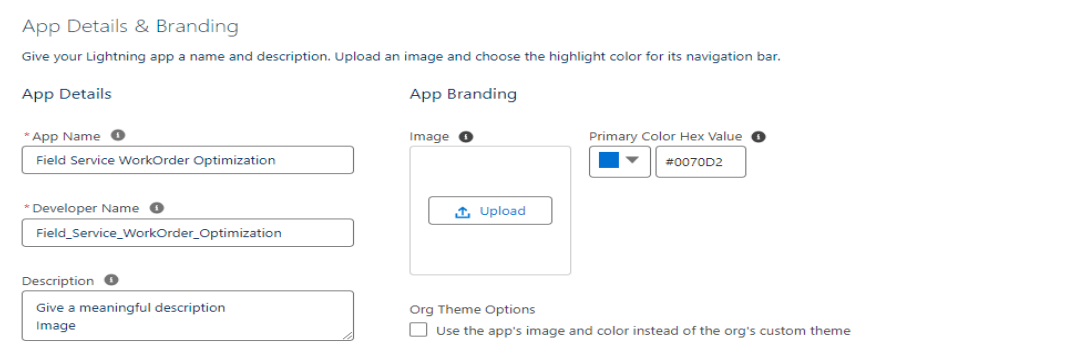 App Details & Branding
Give your Lightning app a name and description. Upload an image and choose the highlight color for its navigation bar.
App Details
* App Name
Field Service WorkOrder Optimization
* Developer Name
Field_Service_WorkOrder_Optimization
Description
Give a meaningful description
Image
App Branding
Image
Upload
Primary Color Hex Value
#0070D2
Org Theme Options
Use the app's image and color instead of the org's custom theme